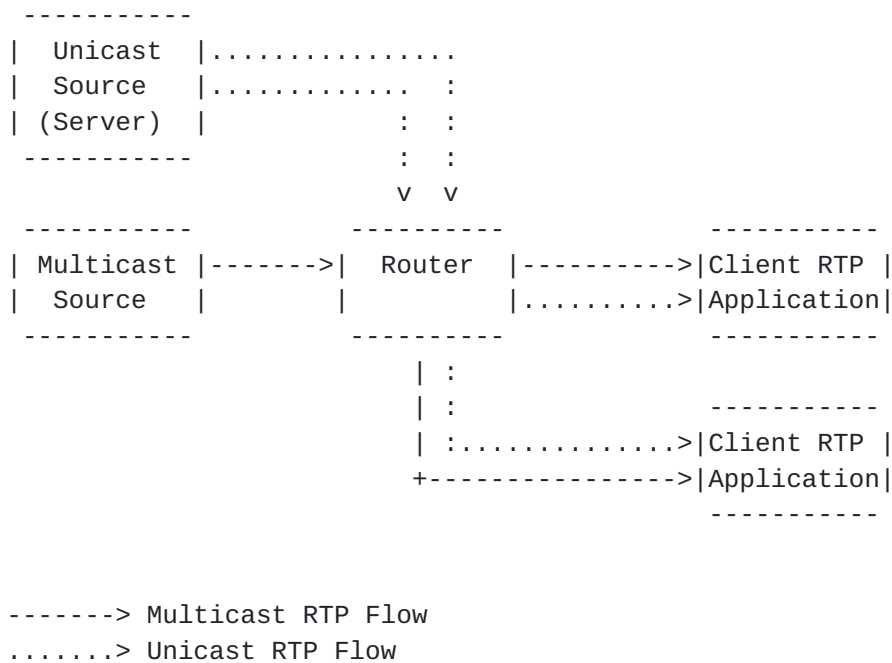 Unicast
Source
(Server)
Multicast Router Client RTP
Source Application
Client RTP
Application
-------> Multicast RTP Flow
.......> Unicast RTP Flow